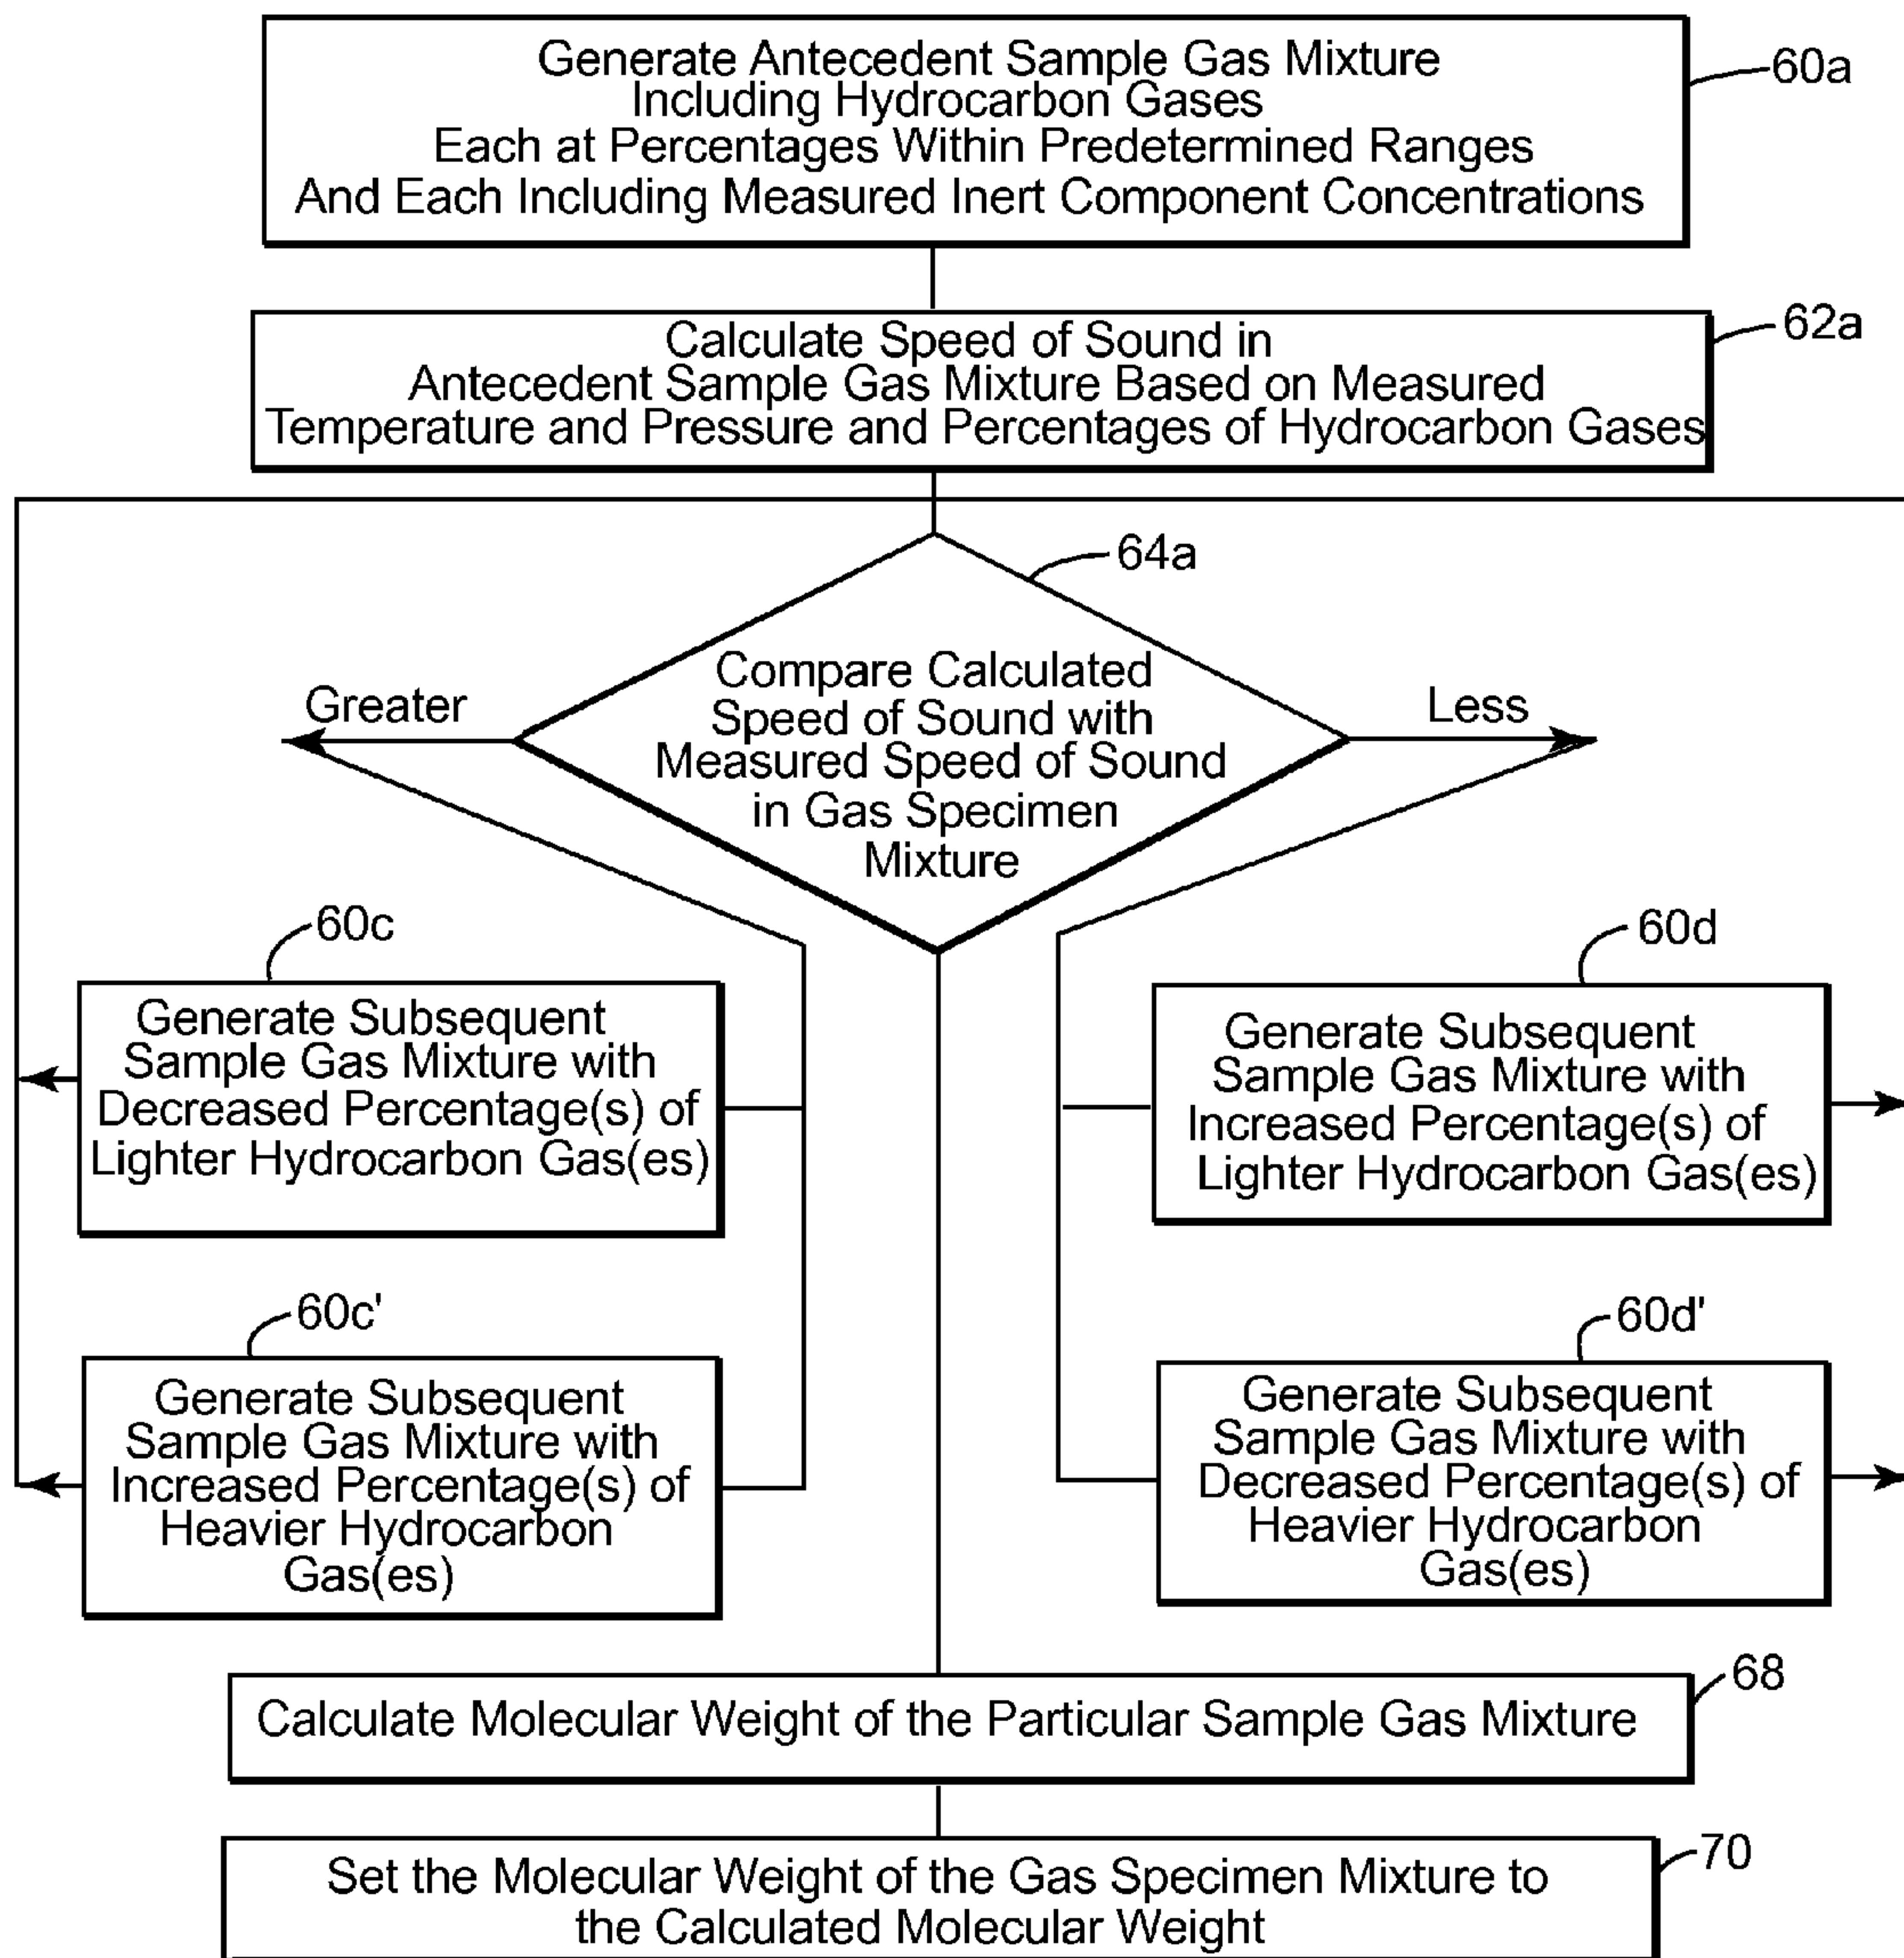 Generate Antecedent Sample Gas Mixture
Including Hydrocarbon Gases
Each at Percentages Within Predetermined Ranges
And Each Including Measured Inert Component Concentrations
60a
Calculate Speed of Sound in
Antecedent Sample Gas Mixture Based on Measured
Temperature and Pressure and Percentages of Hydrocarbon Gases
62a
64a
Compare Calculated
Speed of Sound with
Measured Speed of Sound
in Gas Specimen
Mixture
Greater
Less
60c
Generate Subsequent
Sample Gas Mixture with
Decreased Percentage(s) of
Lighter Hydrocarbon Gas(es)
60d
Generate Subsequent
Sample Gas Mixture with
Increased Percentage(s) of
Lighter Hydrocarbon Gas(es)
60c'
Generate Subsequent
Sample Gas Mixture with
Increased Percentage(s) of
Heavier Hydrocarbon
Gas(es)
60d'
Generate Subsequent
Sample Gas Mixture with
Decreased Percentage(s) of
Heavier Hydrocarbon
Gas(es)
68
Calculate Molecular Weight of the Particular Sample Gas Mixture
70
Set the Molecular Weight of the Gas Specimen Mixture to
the Calculated Molecular Weight